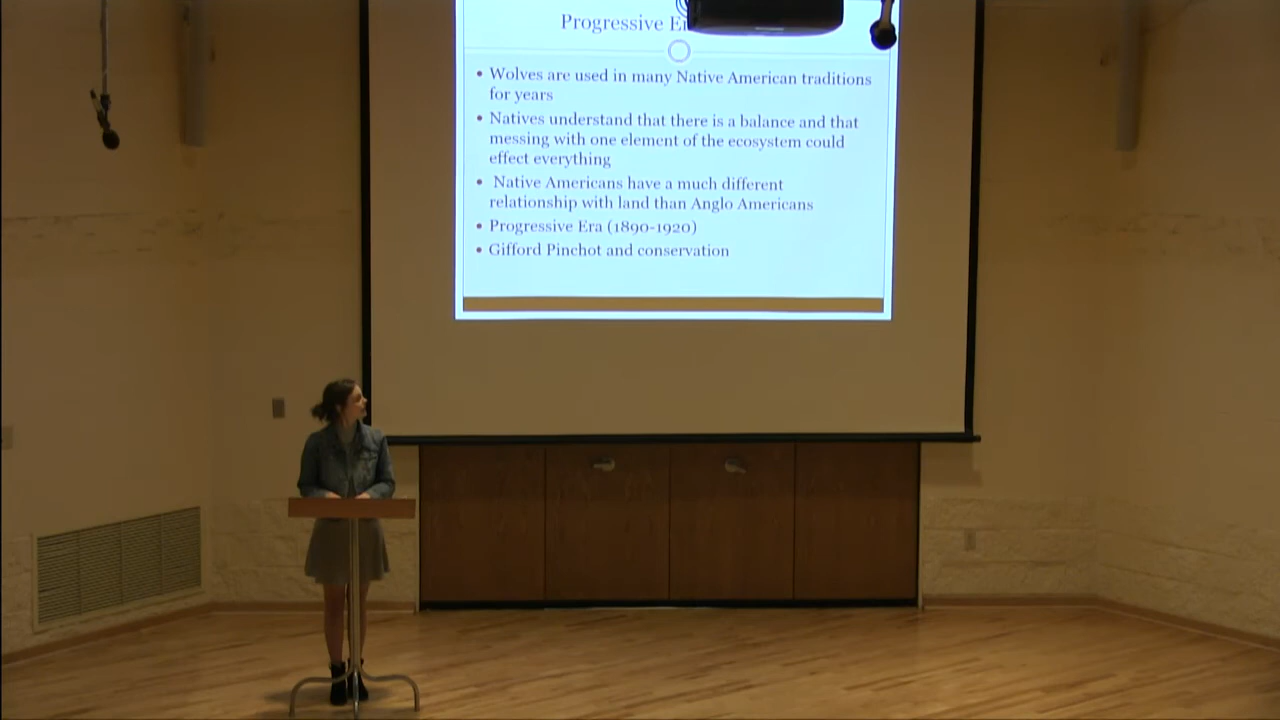 Progressive
• Wolves are used in many Native American traditions
for years
• Natives understand that there is a balance and that
messing with one element of the ecosystem could
effect everything
• Native Americans have a much different
relationship with land than Anglo Americans
• Progressive Era (1890-1920)
• Gifford Pinchot and conservation